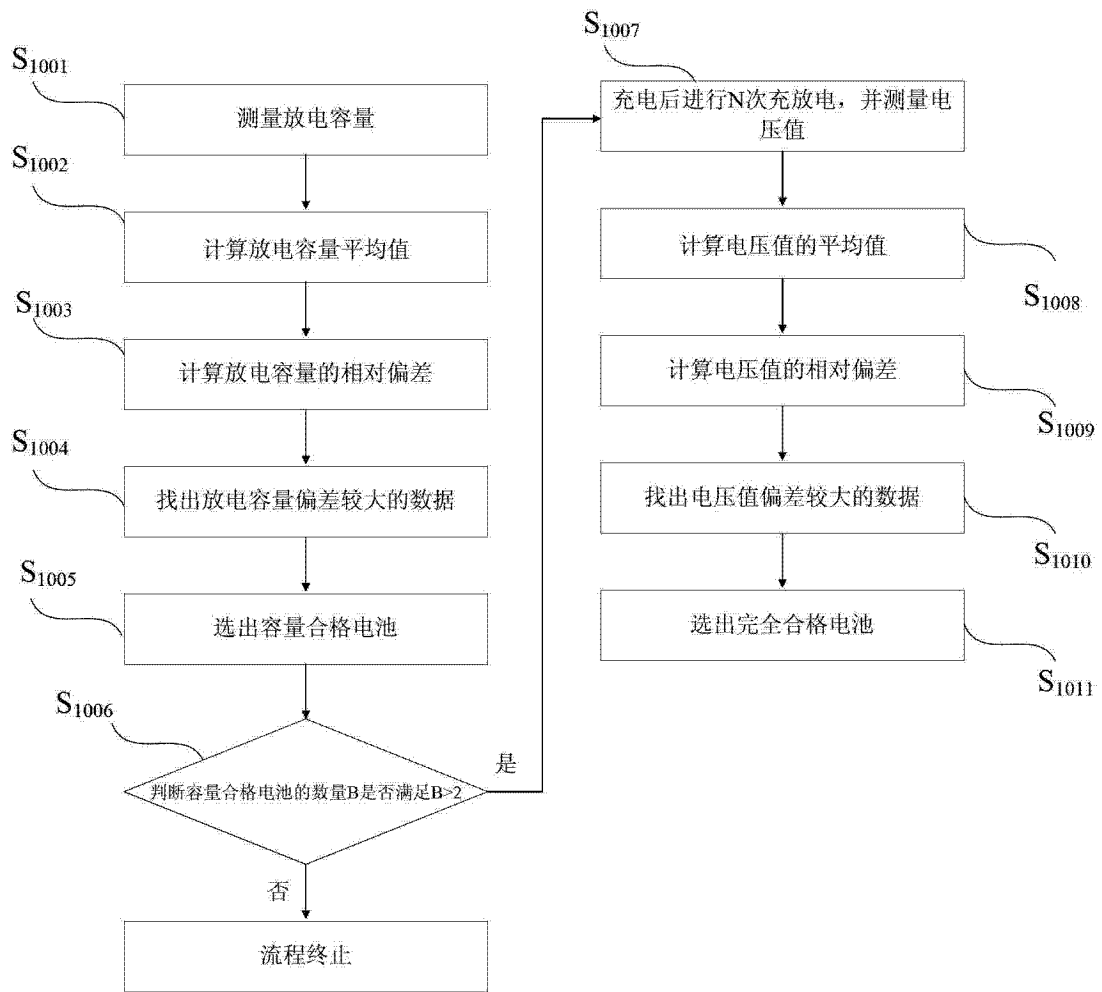 S1001
测量放电容量
S1002
计算放电容量平均值
S1003
计算放电容量的相对偏差
S1004
找出放电容量偏差较大的数据
S1005
选出容量合格电池
S1006
判断容量合格电池的数量B是否满足B>2
是
否
流程终止
S1007
充电后进行N次充放电，并测量电
压值
计算电压值的平均值
S1008
计算电压值的相对偏差
S1009
找出电压值偏差较大的数据
S1010
选出完全合格电池
S1011